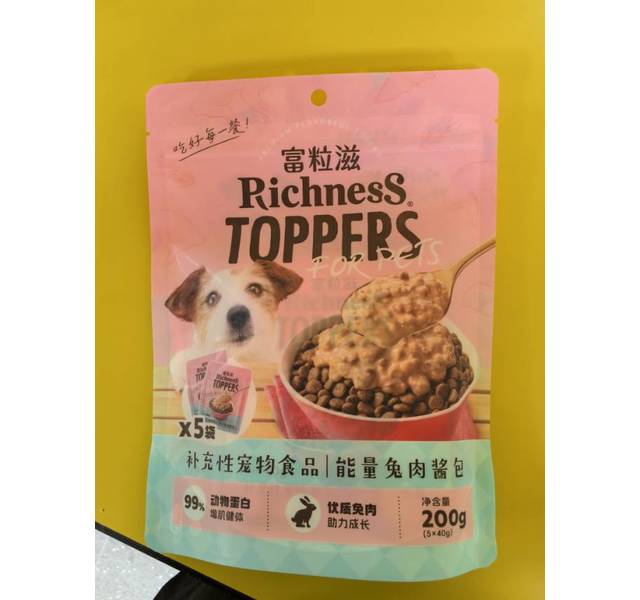 吃好每一餐!
富粒滋
RichnesS®
TOPPERS
FOR PETS
RichnesS
TOPPERS
x5袋
补充性宠物食品|能量兔肉酱包
99% 动物蛋白
增肌健体
优质兔肉
助力成长
净含量
200g
(5×40g)